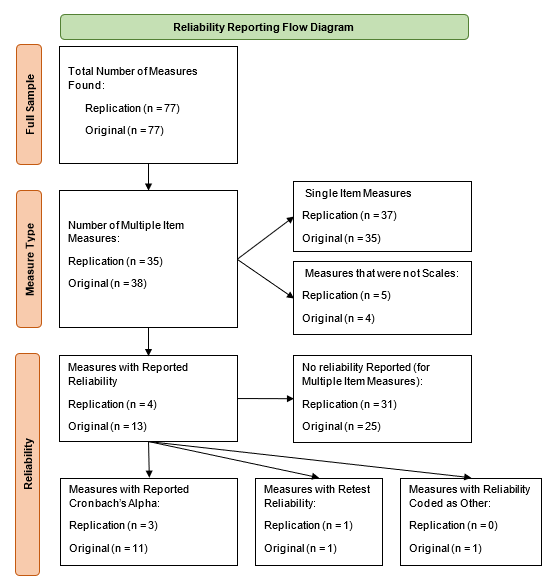 Reliability Reporting Flow Diagram
Full Sample
Total Number of Measures
Found:
Replication (n = 77)
Original (n = 77)
Measure Type
Number of Multiple Item
Measures:
Replication (n = 35)
Original (n = 38)
Single Item Measures
Replication (n = 37)
Original (n = 35)
Measures that were not Scales:
Replication (n = 5)
Original (n = 4)
Reliability
Measures with Reported
Reliability
Replication (n = 4)
Original (n = 13)
No reliability Reported (for
Multiple Item Measures):
Replication (n = 31)
Original (n = 25)
Measures with Reported
Cronbach's Alpha:
Replication (n = 3)
Original (n = 11)
Measures with Retest
Reliability:
Replication (n = 1)
Original (n = 1)
Measures with Reliability
Coded as Other:
Replication (n = 0)
Original (n = 1)